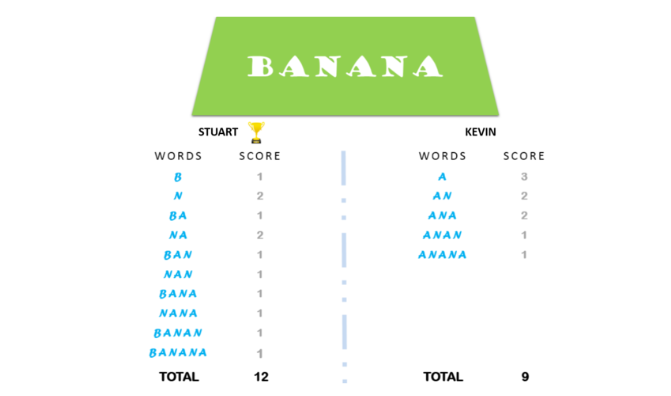 BANANA
STUART KEVIN
WORDS SCORE WORDS SCORE
B 1 A 3
N 2 AN 2
BA 1 ANA 2
NA 2 ANAN 1
BAN 1 ANANA 1
NAN 1
BANA 1
NANA 1
BANAN 1
BANANA 1
TOTAL 12 TOTAL 9